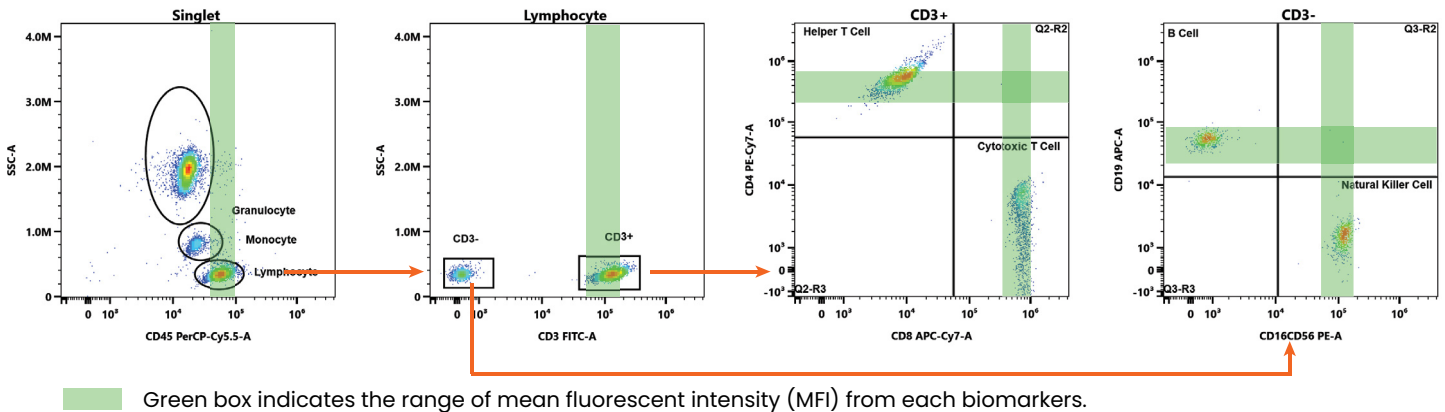 Singlet
4.0M
3.0M
2.0M
1.0M
0
SSC-A
Granulocyte
Monocyte
Lymphocyte
0 10³ 10⁴ 10⁵ 10⁶
CD45 PerCP-Cy5.5-A
Lymphocyte
4.0M
3.0M
2.0M
1.0M
0
SSC-A
CD3-
CD3+
0 10³ 10⁴ 10⁵ 10⁶
CD3 FITC-A
CD3+
Helper T Cell
Q2-R2
10⁶
10⁵
10⁴
10³
0
-10³
CD4 PE-Cy7-A
Cytotoxic T Cell
Q2-R3
0 10³ 10⁴ 10⁵ 10⁶
CD8 APC-Cy7-A
CD3-
B Cell
Q3-R2
10⁶
10⁵
10⁴
10³
0
-10³
CD19 APC-A
Natural Killer Cell
Q3-R3
0 10³ 10⁴ 10⁵ 10⁶
CD16CD56 PE-A
Green box indicates the range of mean fluorescent intensity (MFI) from each biomarkers.